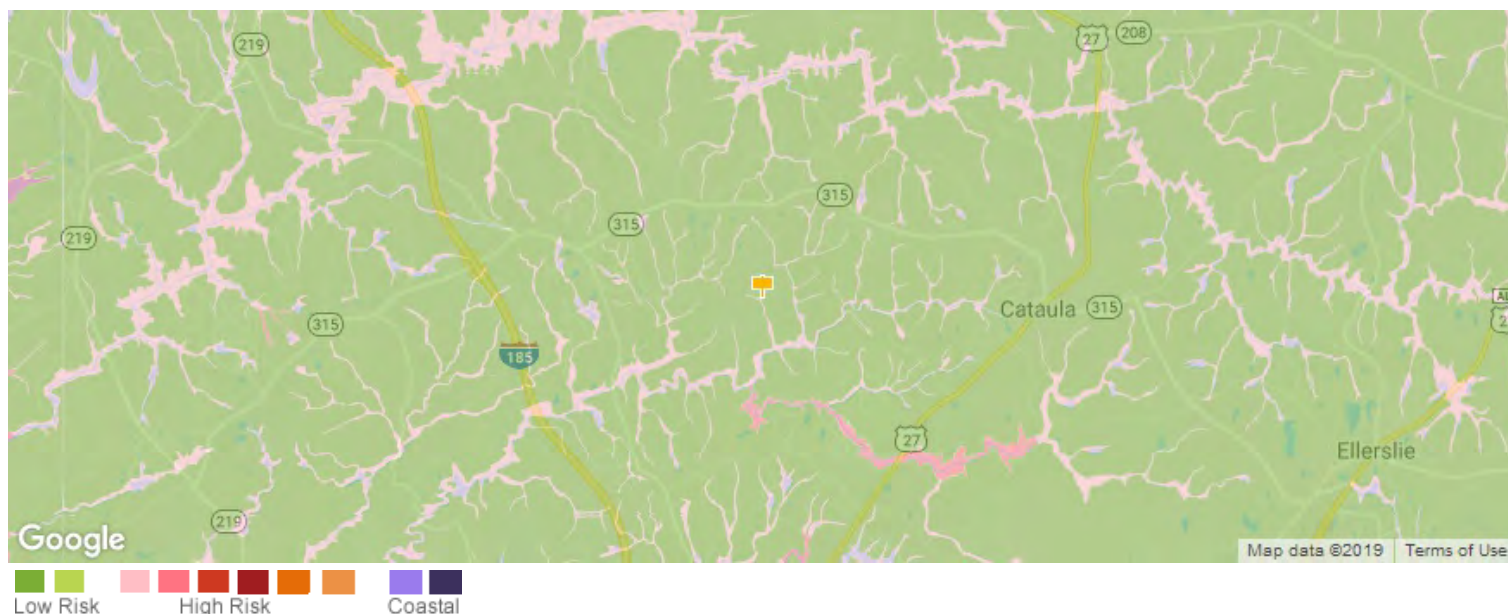 219
27
208
315
315
219
Cataula
315
315
185
27
Ellerslie
219
Google
Map data ©2019
Terms of Use
Low Risk
High Risk
Coastal